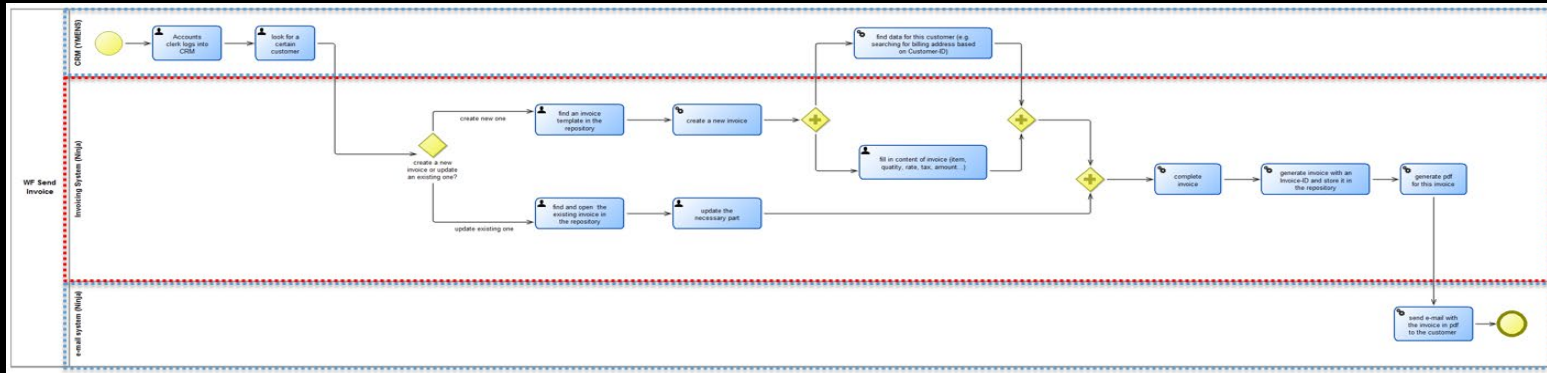 WF Send
Invoice
CRM (YMENS)
Accounts
clerk logs into
CRM
look for a
certain
customer
find data for this customer (e.g.
searching for billing address based
on Customer-ID)
Invoicing System (Ninja)
create a new
invoice or update
an existing one?
create new one
find an invoice
template in the
repository
create a new invoice
fill in content of invoice (item,
quatity, rate, tax, amount...)
update existing one
find and open the
existing invoice in
the repository
update the
necessary part
complete
invoice
generate invoice with an
Invoice-ID and store it in
the repository
generate pdf
for this invoice
e-mail system (Ninja)
send e-mail with
the invoice in pdf
to the customer